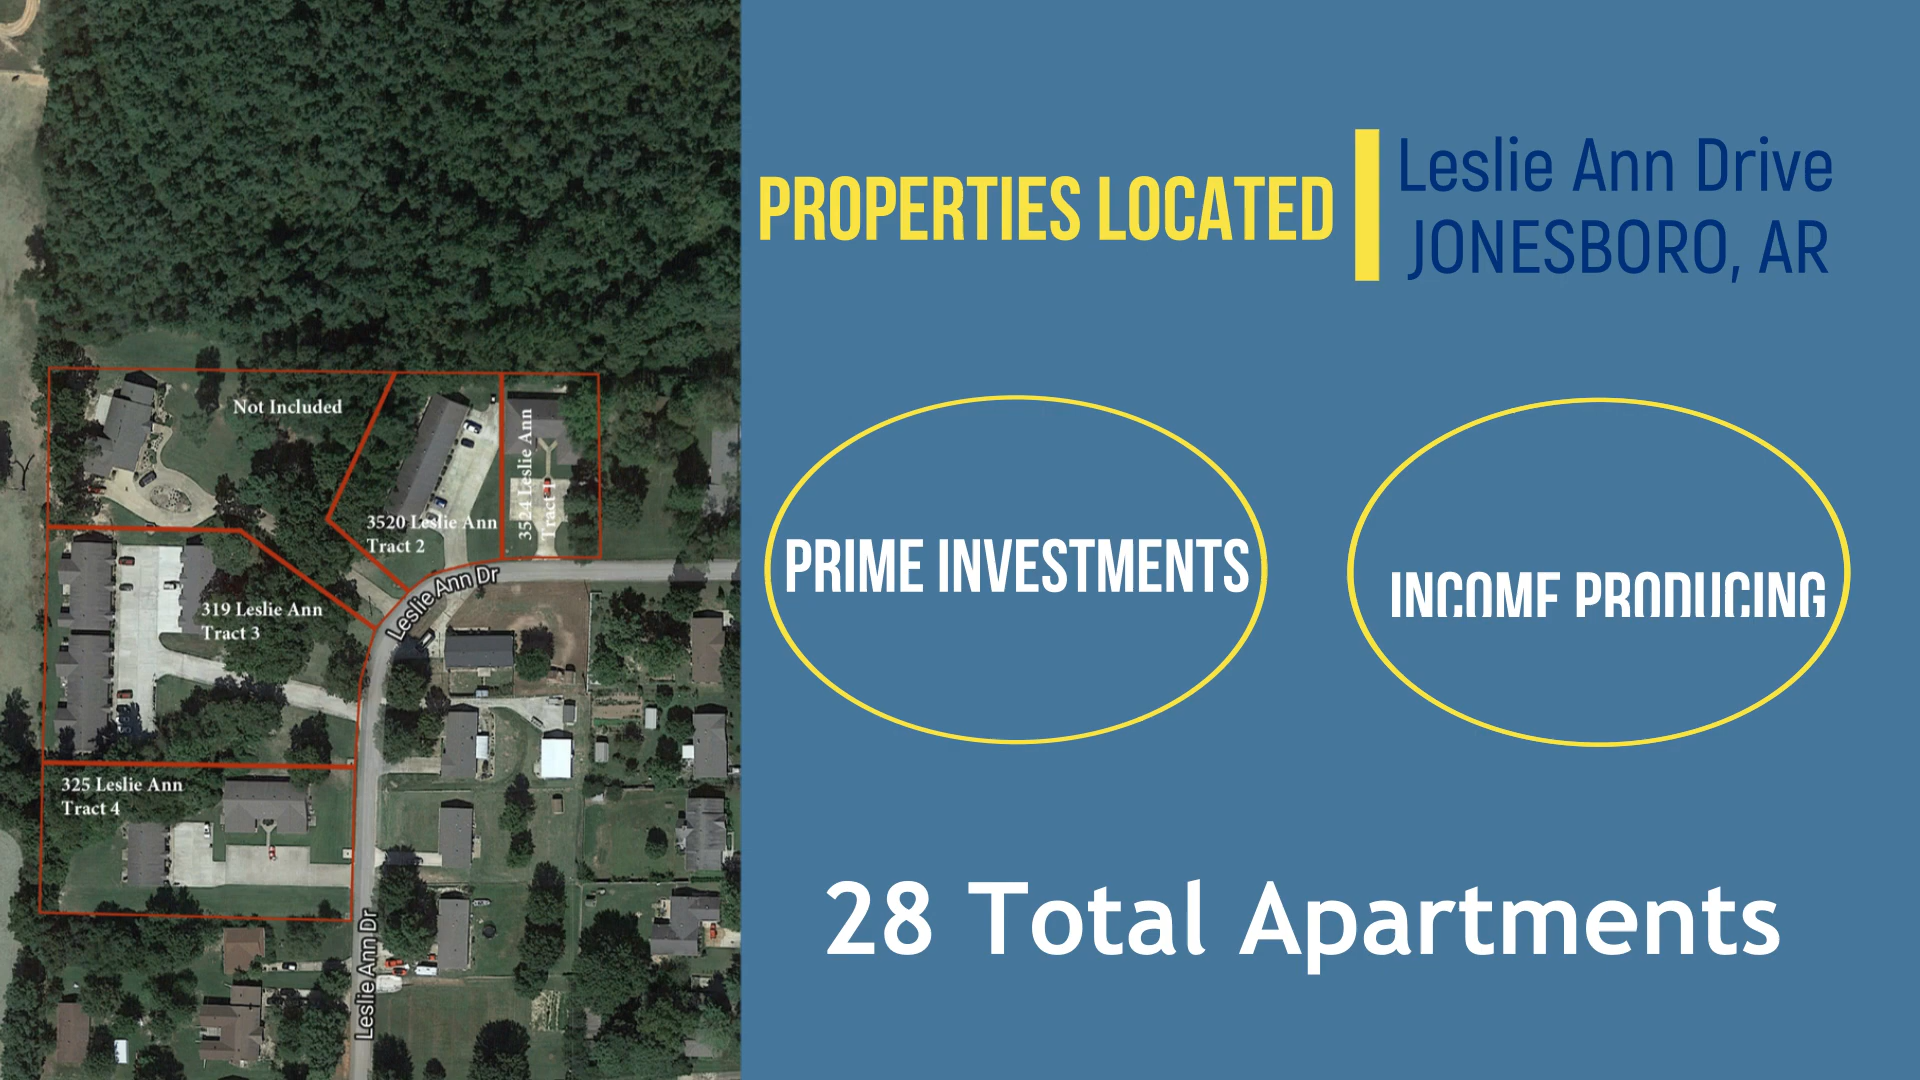 Not Included
3520 Leslie Ann
Tract 2
3524 Leslie Ann
Tract 1
319 Leslie Ann
Tract 3
325 Leslie Ann
Tract 4
Leslie Ann Dr
Leslie Ann Dr
PROPERTIES LOCATED
Leslie Ann Drive
JONESBORO, AR
PRIME INVESTMENTS
INCOME PRODUCING
28 Total Apartments